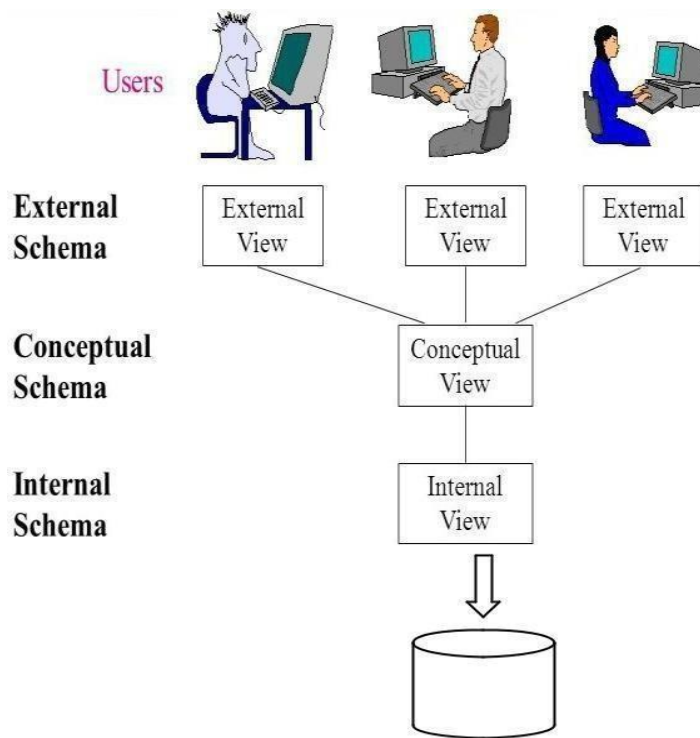 Users
External
Schema
External
View
External
View
External
View
Conceptual
Schema
Conceptual
View
Internal
Schema
Internal
View